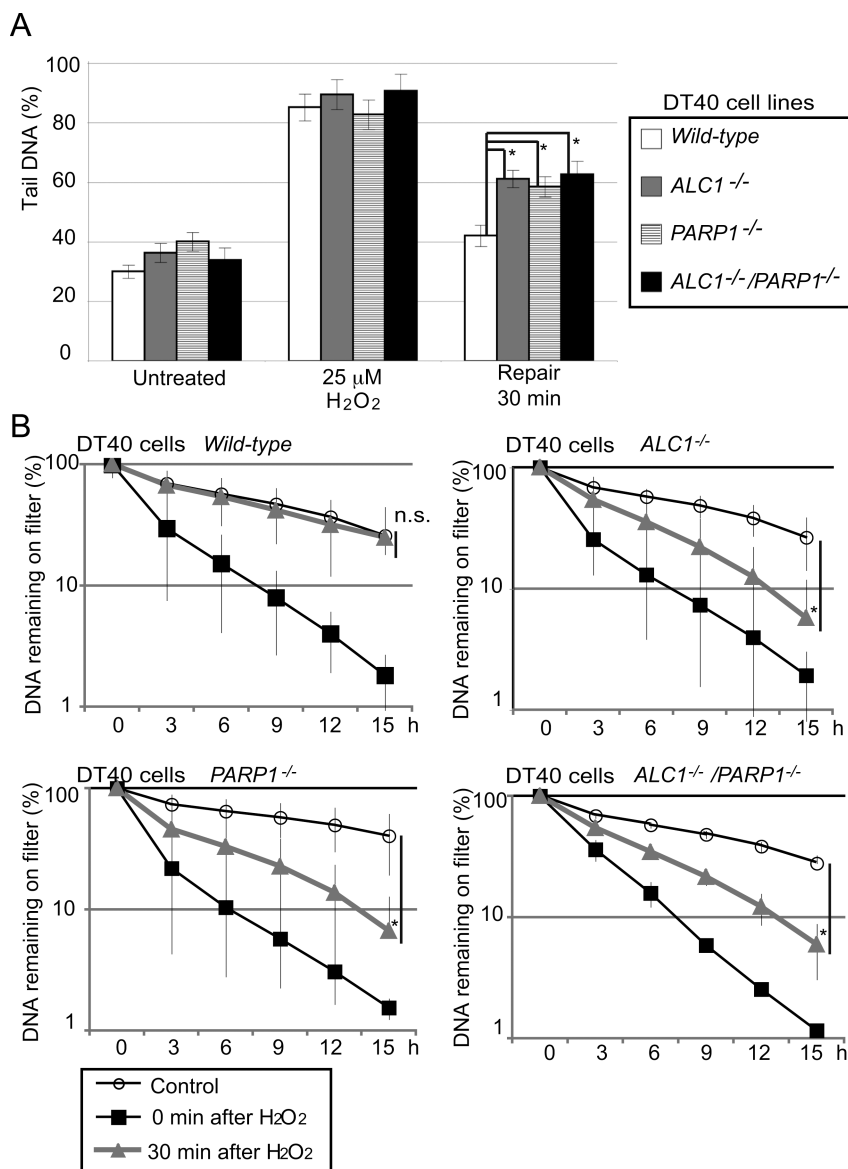 A
Tail DNA (%)
100
80
60
40
20
0
* * *
Untreated
25 μM
H2O2
Repair
30 min
DT40 cell lines
Wild-type
ALC1 -/-
PARP1 -/-
ALC1-/-/PARP1-/-
B
DT40 cells Wild-type
DNA remaining on filter (%)
100
10
1
n.s.
0 3 6 9 12 15 h
DT40 cells ALC1-/-
DNA remaining on filter (%)
100
10
1
*
0 3 6 9 12 15 h
DT40 cells PARP1-/-
DNA remaining on filter (%)
100
10
1
*
0 3 6 9 12 15 h
DT40 cells ALC1-/- /PARP1-/-
DNA remaining on filter (%)
100
10
1
*
0 3 6 9 12 15 h
Control
0 min after H2O2
30 min after H2O2